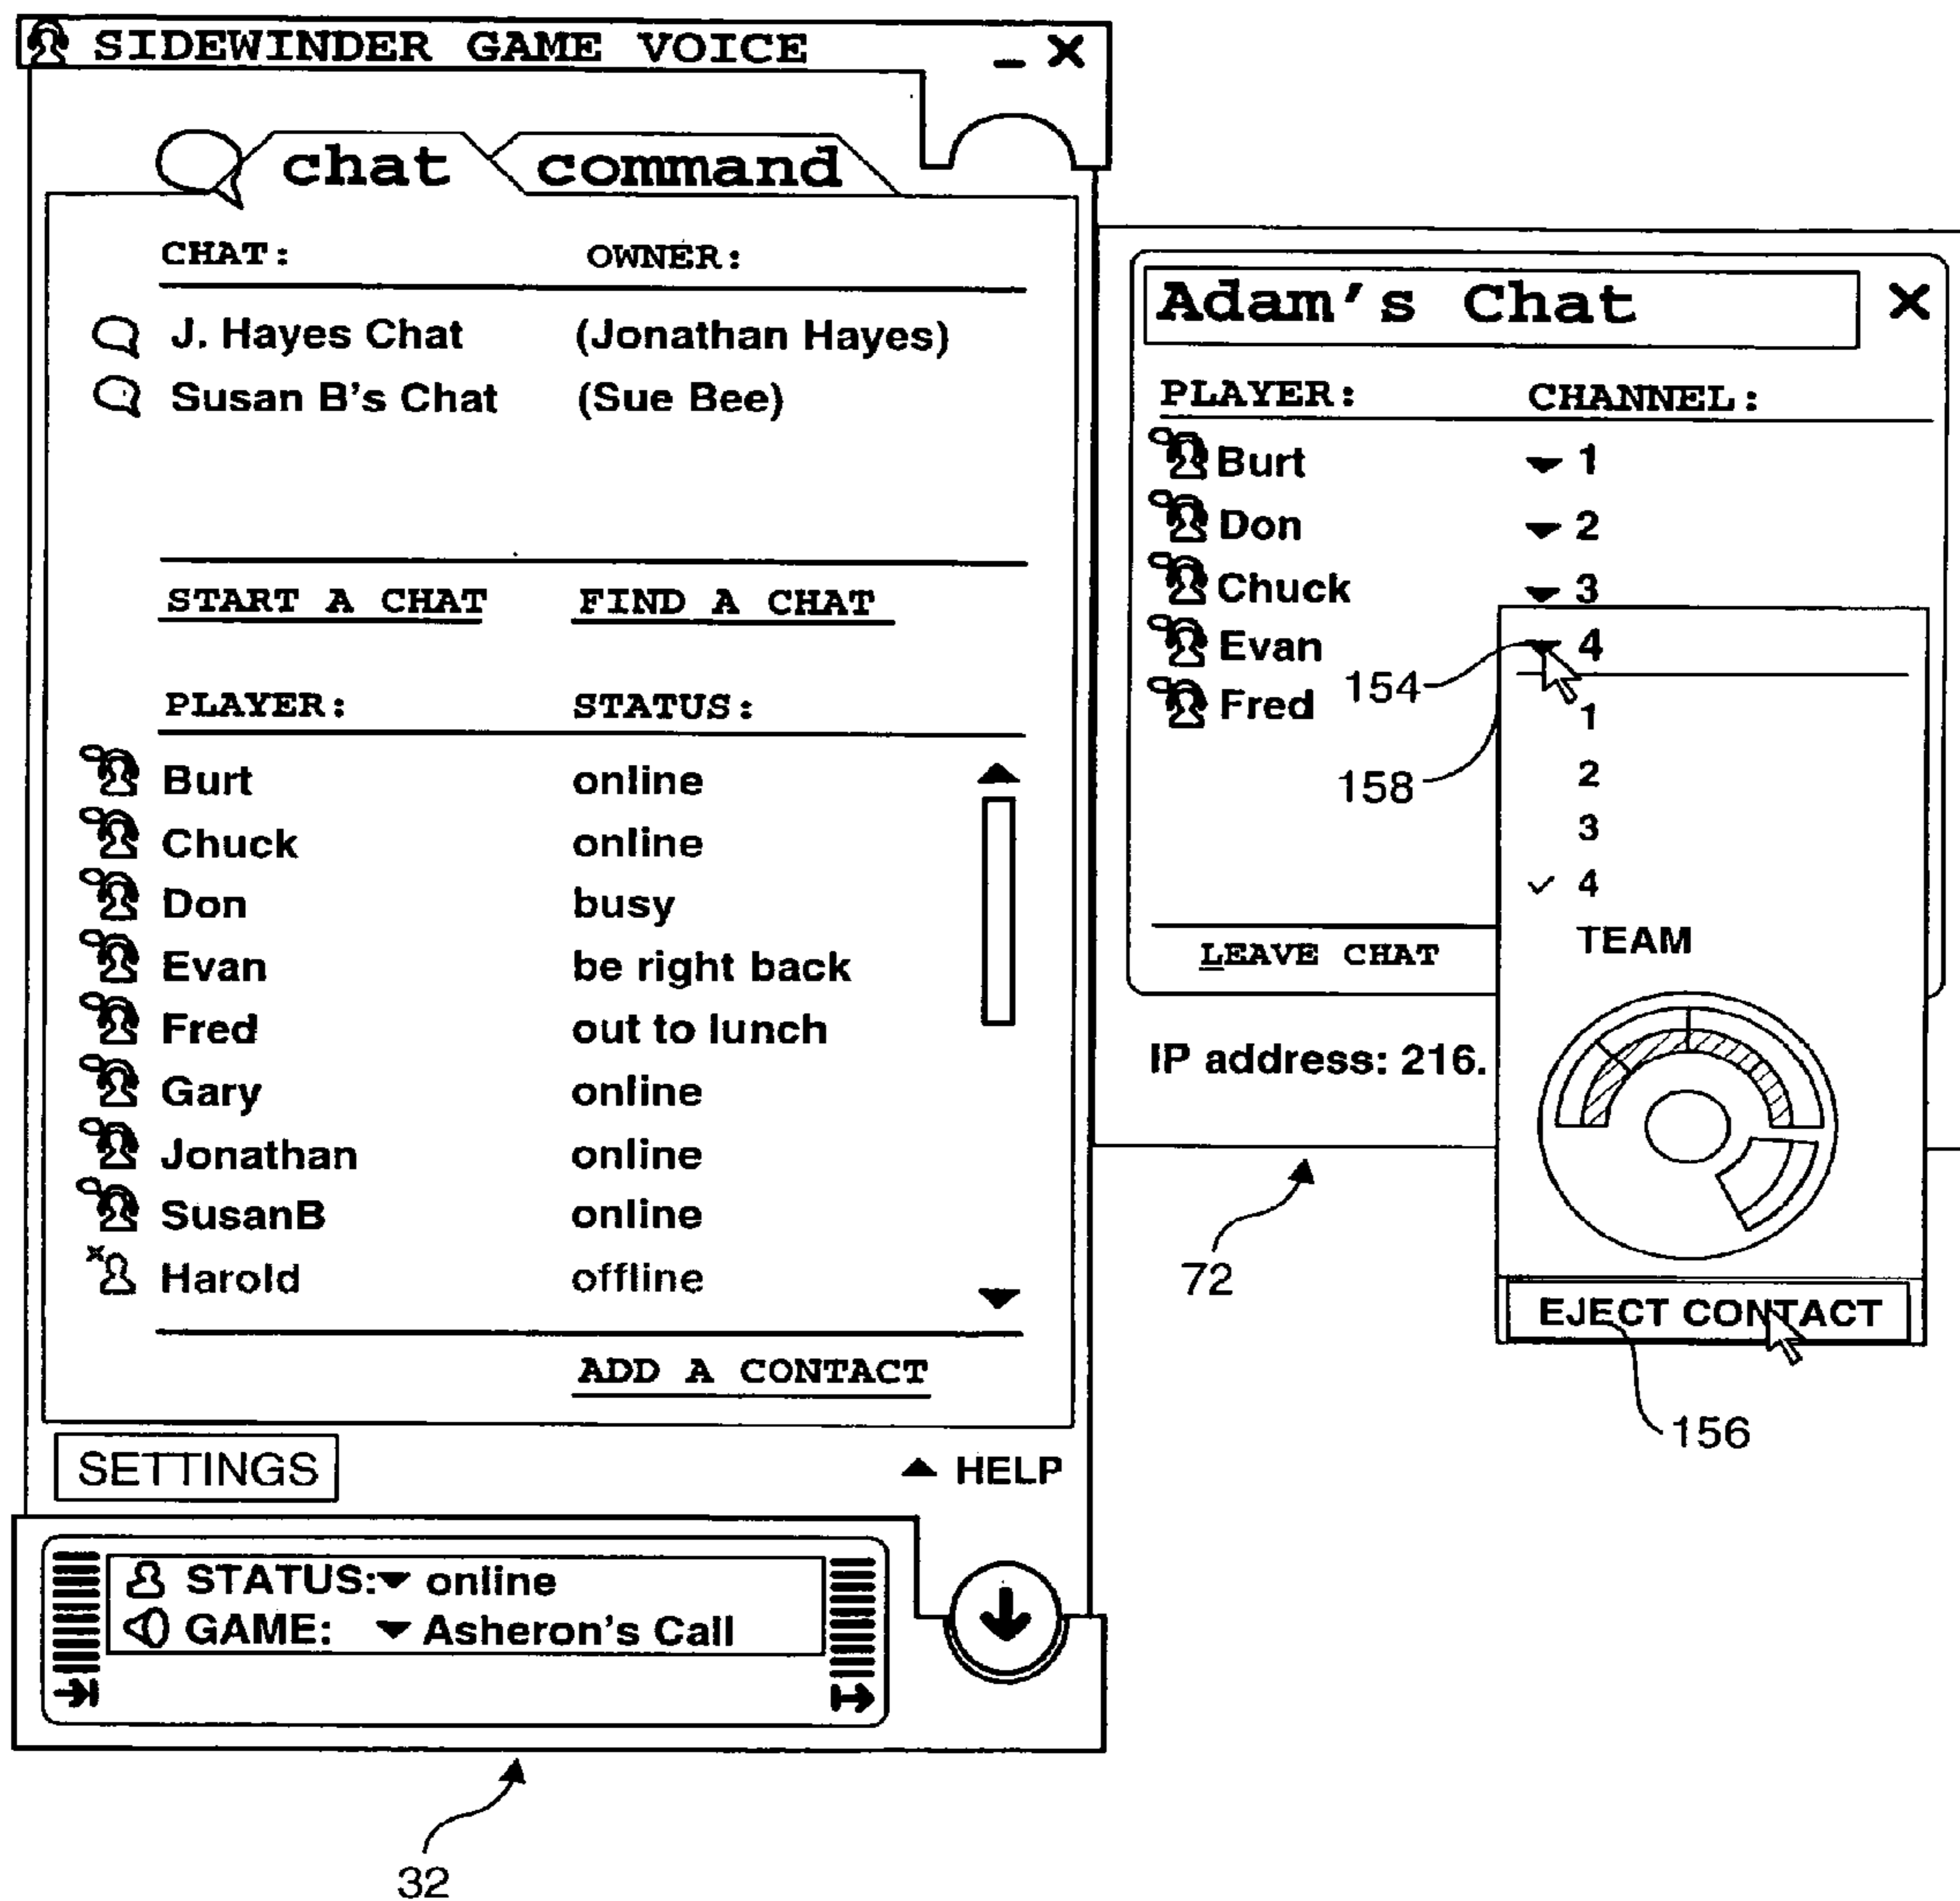 SIDEWINDER GAME VOICE
chat command
CHAT: OWNER:
J. Hayes Chat (Jonathan Hayes)
Susan B's Chat (Sue Bee)
START A CHAT FIND A CHAT
PLAYER: STATUS:
Burt online
Chuck online
Don busy
Evan be right back
Fred out to lunch
Gary online
Jonathan online
SusanB online
Harold offline
ADD A CONTACT
SETTINGS HELP
STATUS: online
GAME: Asheron's Call
32
Adam's Chat X
PLAYER: CHANNEL:
Burt 1
Don 2
Chuck 3
Evan 4
Fred
154
158
1
2
3
4
TEAM
LEAVE CHAT
IP address: 216.
72
EJECT CONTACT
156